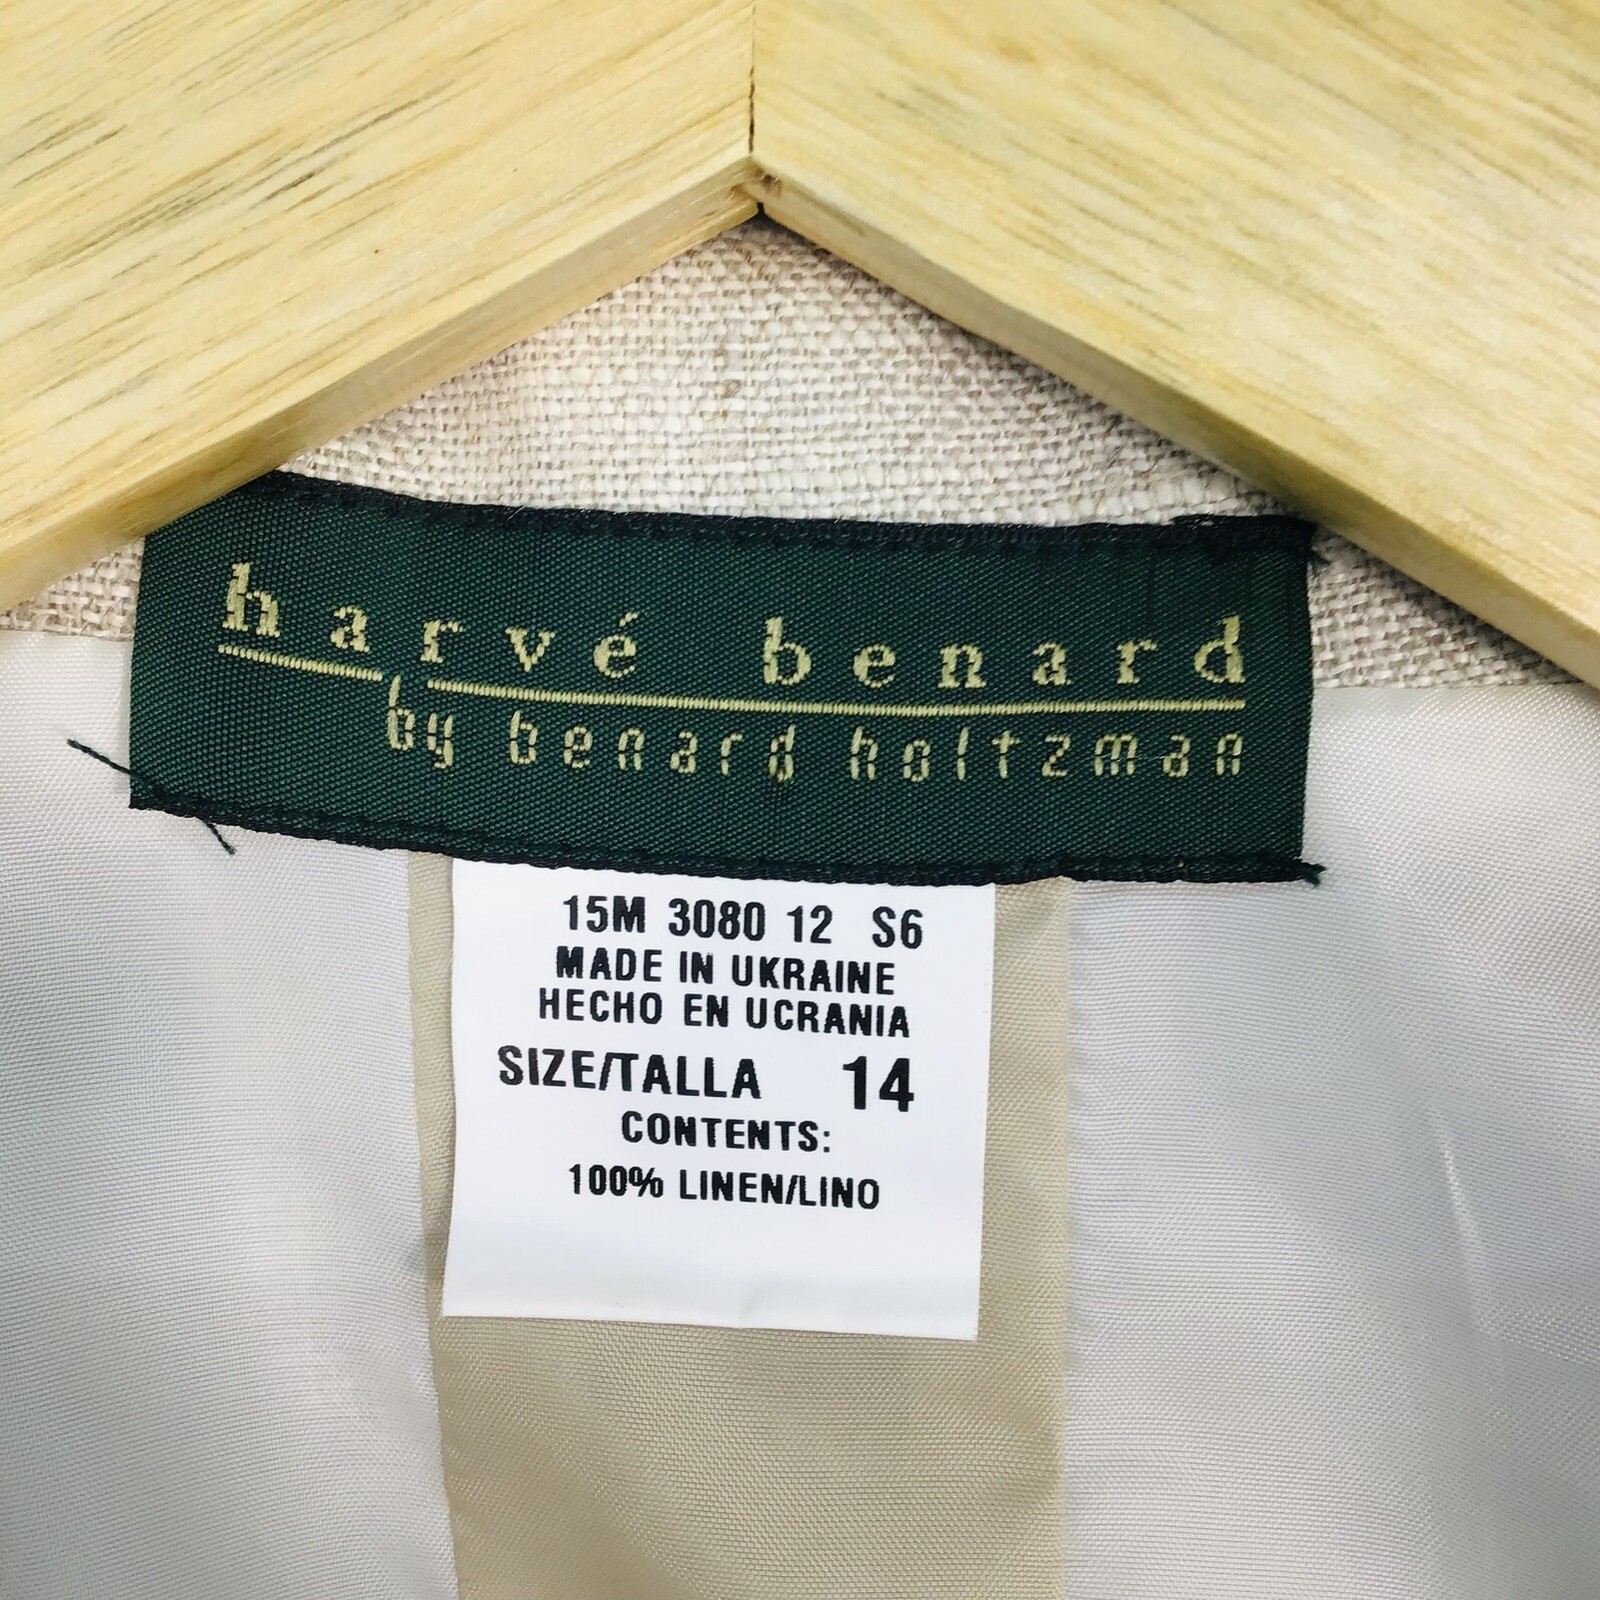 harvé benard
by benard holtzman
15M 3080 12 S6
MADE IN UKRAINE
HECHO EN UCRANIA
SIZE/TALLA 14
CONTENTS:
100% LINEN/LINO